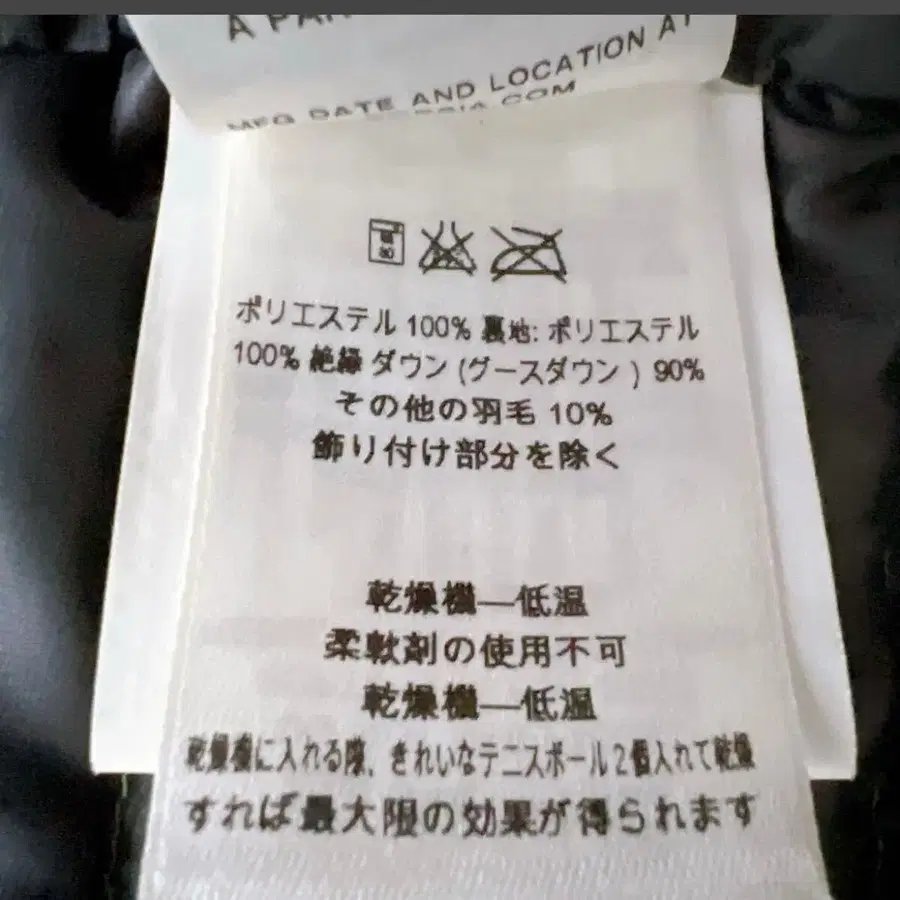 A PAR
MFG DATE AND LOCATION AT
.COM
ポリエステル 100% 裏地: ポリエステル
100% 絶縁 ダウン (グースダウン ) 90%
その他の羽毛 10%
飾り付け部分を除く
乾燥機—低温
柔軟剤の使用不可
乾燥機—低温
乾燥機に入れる際、きれいなテニスボール2個入れて乾燥
すれば最大限の効果が得られます